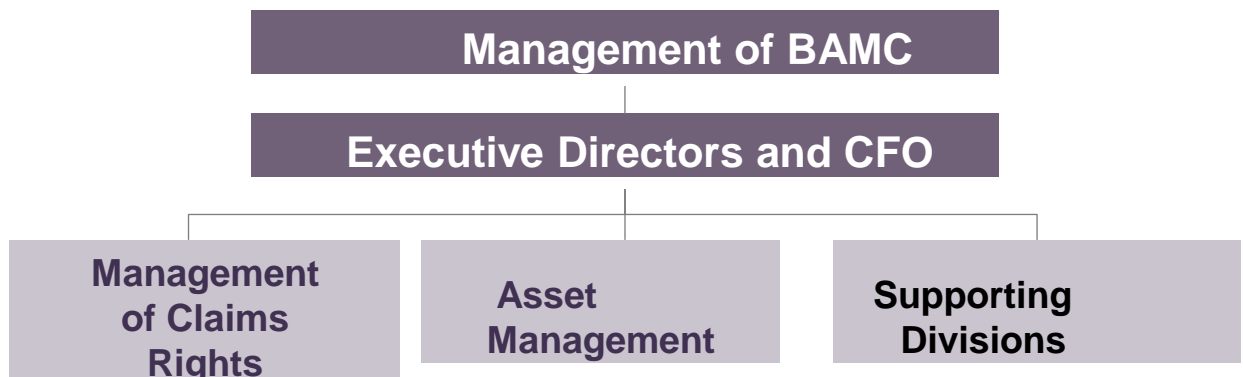 Management of BAMC
Executive Directors and CFO
Management
of Claims
Rights
Asset
Management
Supporting
Divisions